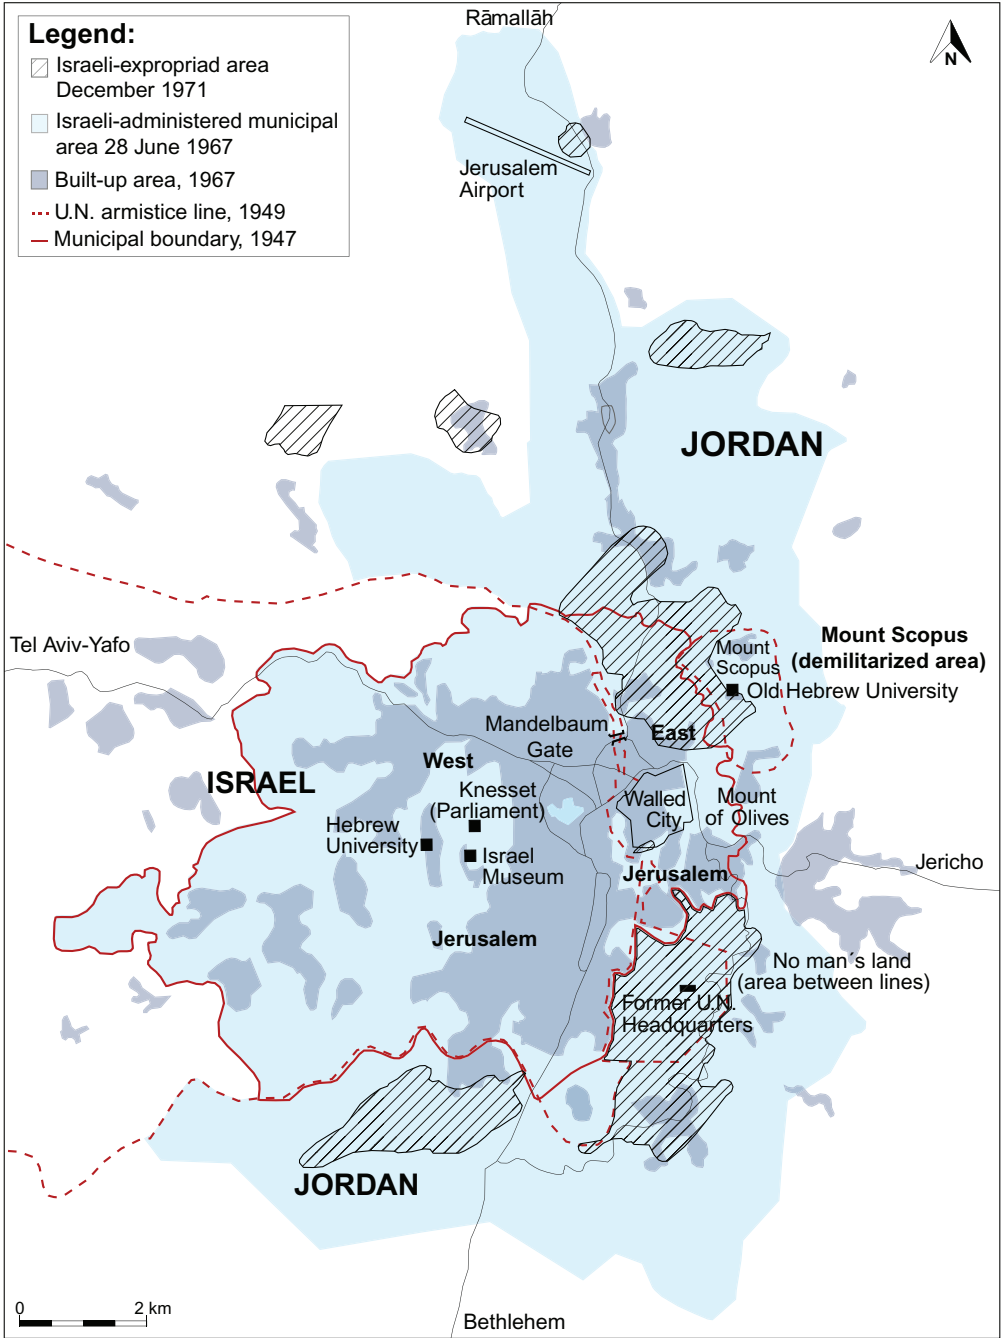 Rāmallāh
Legend:
Israeli-expropriad area
December 1971
Israeli-administered municipal
area 28 June 1967
Built-up area, 1967
U.N. armistice line, 1949
Municipal boundary, 1947
N
Jerusalem
Airport
JORDAN
Tel Aviv-Yafo
Mount Scopus
(demilitarized area)
Mount
Scopus
Old Hebrew University
Mandelbaum
Gate
East
West
ISRAEL
Knesset
(Parliament)
Walled
City
Mount
of Olives
Hebrew
University
Israel
Museum
Jericho
Jerusalem
Jerusalem
No man´s land
(area between lines)
Former U.N.
Headquarters
JORDAN
0 2 km
Bethlehem